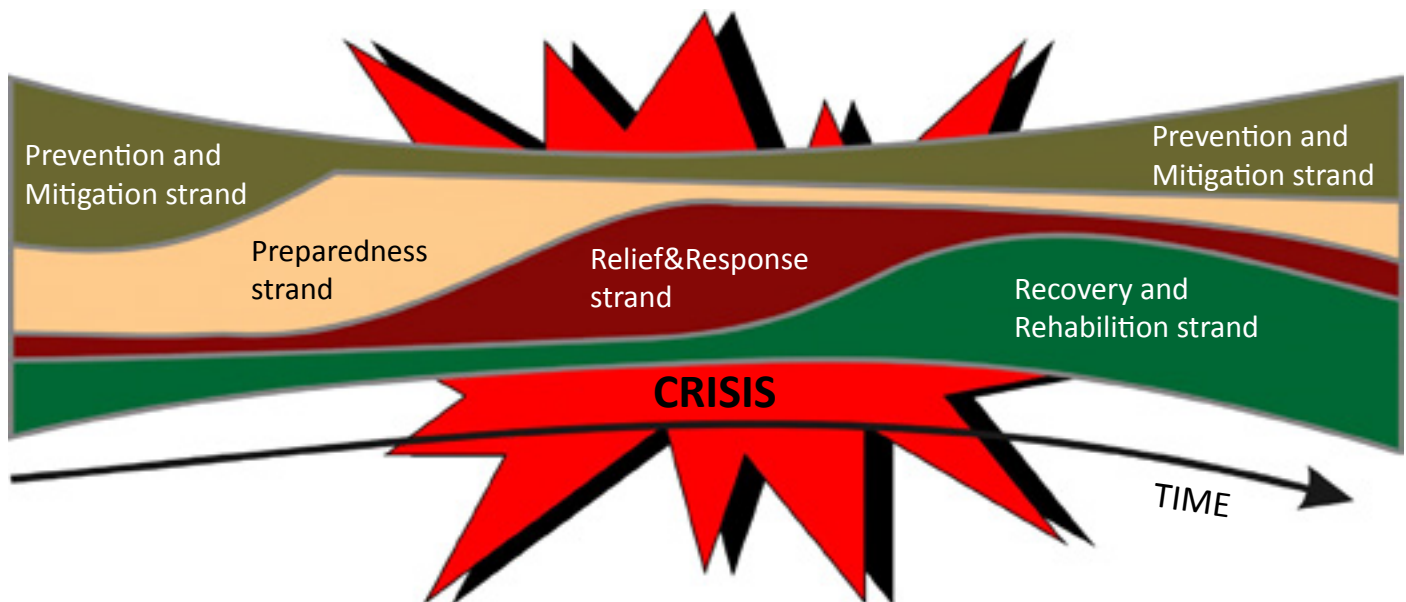 Prevention and
Mitigation strand
Prevention and
Mitigation strand
Preparedness
strand
Relief&Response
strand
Recovery and
Rehabilition strand
CRISIS
TIME